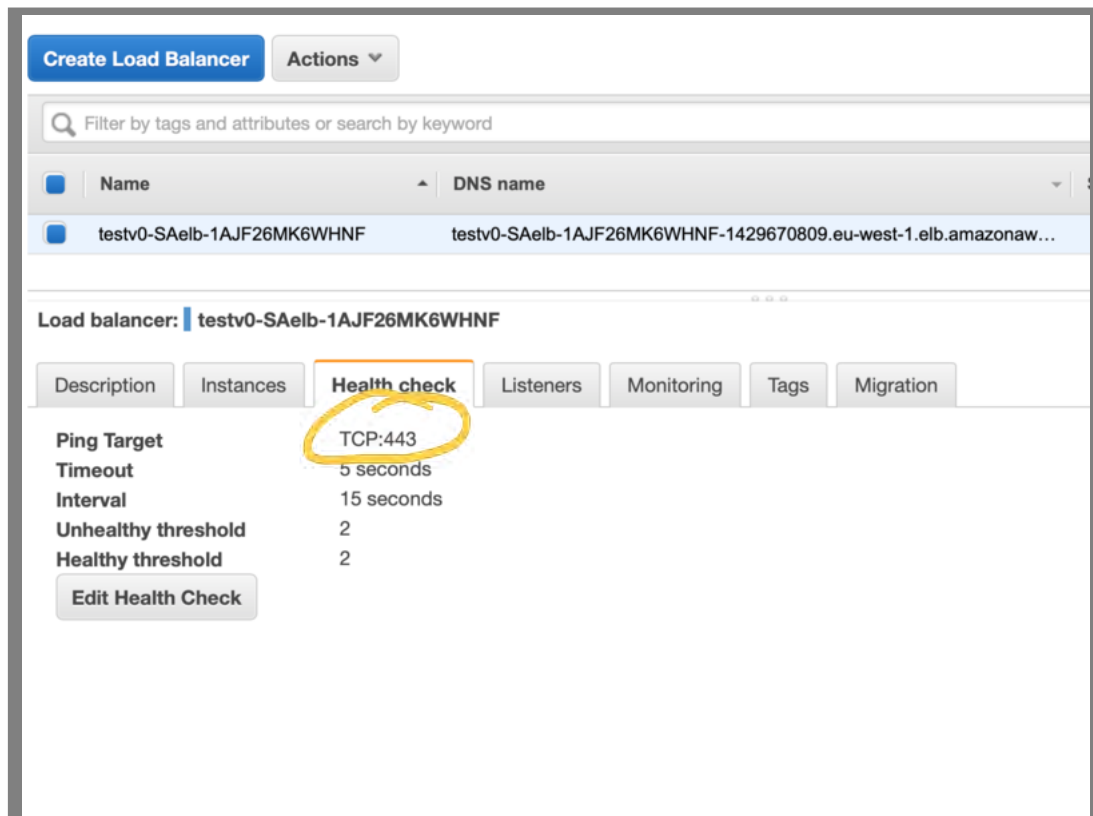 Create Load Balancer Actions
Filter by tags and attributes or search by keyword
Name DNS name
testv0-SAelb-1AJF26MK6WHNF testv0-SAelb-1AJF26MK6WHNF-1429670809.eu-west-1.elb.amazonaw...
Load balancer: testv0-SAelb-1AJF26MK6WHNF
Description Instances Health check Listeners Monitoring Tags Migration
Ping Target TCP:443
Timeout 5 seconds
Interval 15 seconds
Unhealthy threshold 2
Healthy threshold 2
Edit Health Check